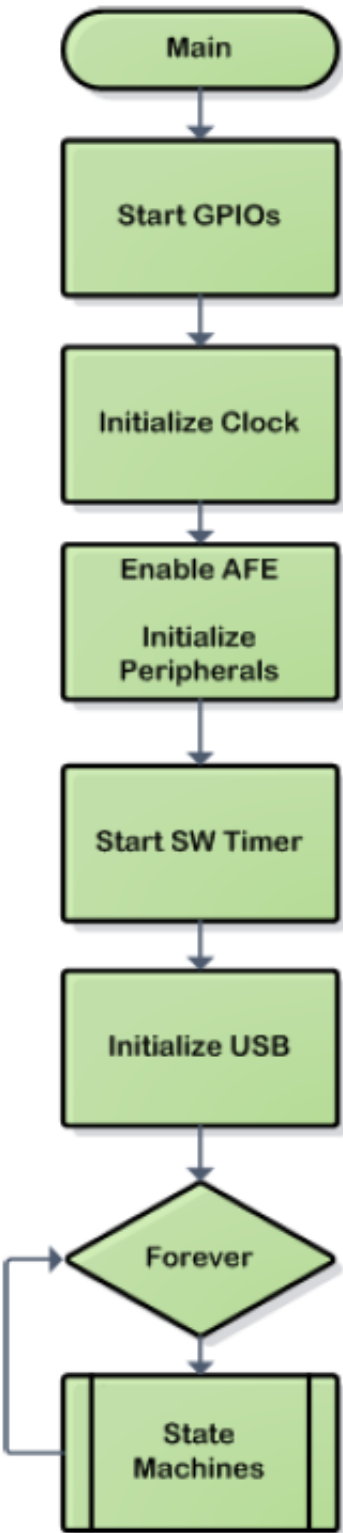 Main
Start GPIOs
Initialize Clock
Enable AFE
Initialize
Peripherals
Start SW Timer
Initialize USB
Forever
State
Machines